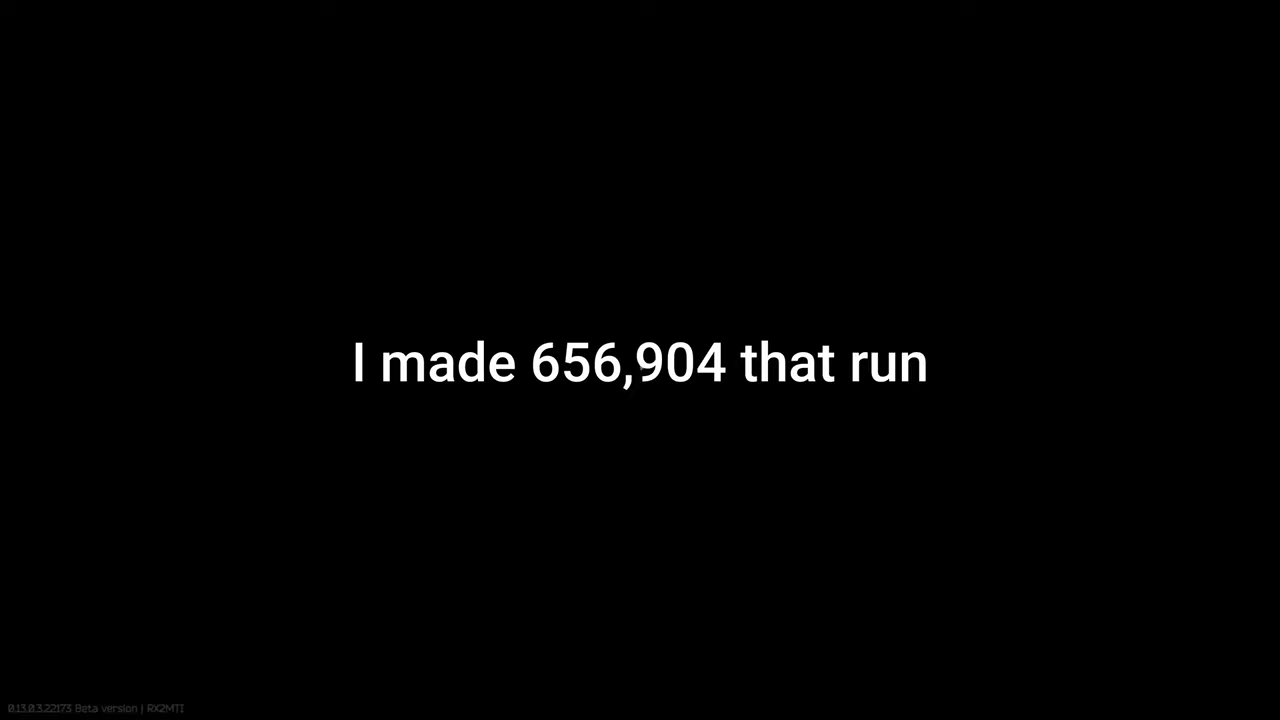 I made 656,904 that run
0.13.0.3.22173 Beta version | RX2MTI